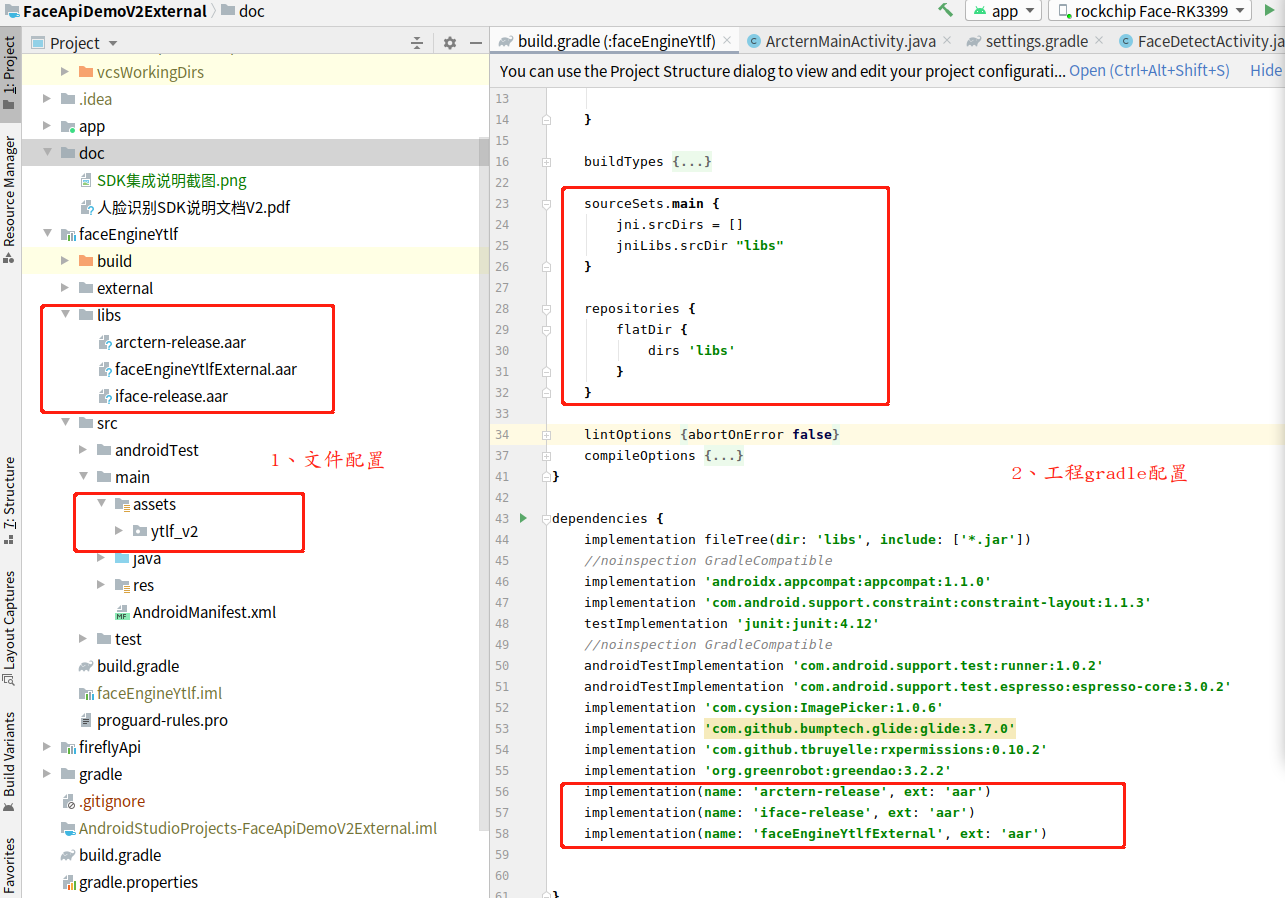 FaceApiDemoV2External doc
app
rockchip Face-RK3399
1: Project
Resource Manager
7: Structure
Layout Captures
Build Variants
Favorites
Project
vcsWorkingDirs
.idea
app
doc
SDK集成说明截图.png
人脸识别SDK说明文档V2.pdf
faceEngineYtlf
build
external
libs
arctern-release.aar
faceEngineYtlfExternal.aar
iface-release.aar
src
androidTest
1、文件配置
main
assets
ytlf_v2
java
res
AndroidManifest.xml
test
build.gradle
faceEngineYtlf.iml
proguard-rules.pro
fireflyApi
gradle
.gitignore
AndroidStudioProjects-FaceApiDemoV2External.iml
build.gradle
gradle.properties
build.gradle (:faceEngineYtlf)
ArcternMainActivity.java
settings.gradle
FaceDetectActivity.ja
You can use the Project Structure dialog to view and edit your project configurati... Open (Ctrl+Alt+Shift+S) Hide
13
14 }
15
16 buildTypes {...}
22
23 sourceSets.main {
24 jni.srcDirs = []
25 jniLibs.srcDir "libs"
26 }
27
28 repositories {
29 flatDir {
30 dirs 'libs'
31 }
32 }
33
34 lintOptions {abortOnError false}
37 compileOptions {...}
41 }
2、工程gradle配置
42
43 dependencies {
44 implementation fileTree(dir: 'libs', include: ['*.jar'])
45 //noinspection GradleCompatible
46 implementation 'androidx.appcompat:appcompat:1.1.0'
47 implementation 'com.android.support.constraint:constraint-layout:1.1.3'
48 testImplementation 'junit:junit:4.12'
49 //noinspection GradleCompatible
50 androidTestImplementation 'com.android.support.test:runner:1.0.2'
51 androidTestImplementation 'com.android.support.test.espresso:espresso-core:3.0.2'
52 implementation 'com.cysion:ImagePicker:1.0.6'
53 implementation 'com.github.bumptech.glide:glide:3.7.0'
54 implementation 'com.github.tbruyelle:rxpermissions:0.10.2'
55 implementation 'org.greenrobot:greendao:3.2.2'
56 implementation(name: 'arctern-release', ext: 'aar')
57 implementation(name: 'iface-release', ext: 'aar')
58 implementation(name: 'faceEngineYtlfExternal', ext: 'aar')
59
60
61 }